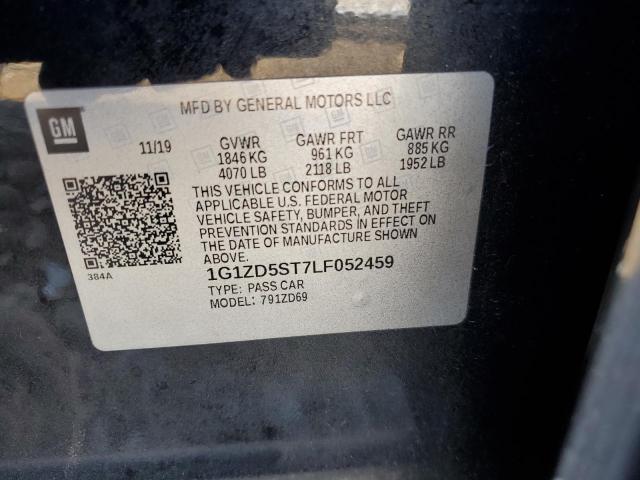 GM
MFD BY GENERAL MOTORS LLC
11/19 GVWR GAWR FRT GAWR RR
1846 KG 961 KG 885 KG
4070 LB 2118 LB 1952 LB
THIS VEHICLE CONFORMS TO ALL
APPLICABLE U.S. FEDERAL MOTOR
VEHICLE SAFETY, BUMPER, AND THEFT
PREVENTION STANDARDS IN EFFECT ON
THE DATE OF MANUFACTURE SHOWN
ABOVE.
384A
1G1ZD5ST7LF052459
TYPE: PASS CAR
MODEL: 791ZD69